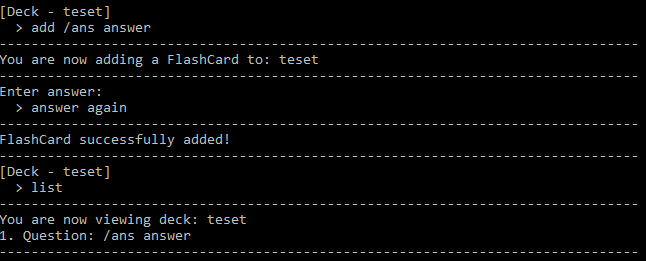 [Deck - teset]
  > add /ans answer
--------------------------------------------------------------------------------
You are now adding a FlashCard to: teset
--------------------------------------------------------------------------------
Enter answer:
  > answer again
--------------------------------------------------------------------------------
FlashCard successfully added!
--------------------------------------------------------------------------------
[Deck - teset]
  > list
--------------------------------------------------------------------------------
You are now viewing deck: teset
1. Question: /ans answer
--------------------------------------------------------------------------------